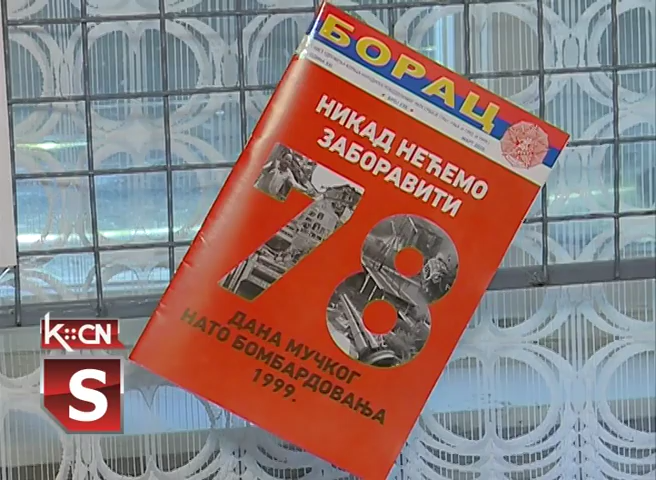 БОРАЦ
НИКАД НЕЋЕМО
ЗАБОРАВИТИ
78
ДАНА МУЧКОГ
НАТО БОМБАРДОВАЊА
1999.
K::CN
S